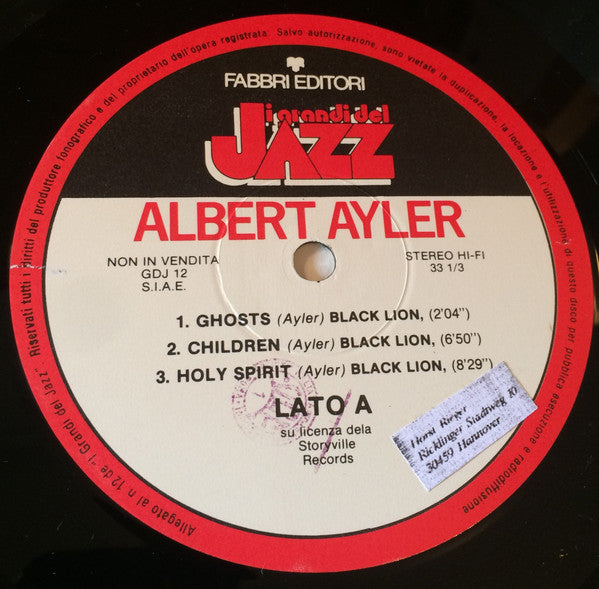 Riservati tutti i diritti del produttore fonografico e del proprietario dell'opera registrata. Salvo autorizzazione, sono vietate la duplicazione, la locazione e l'utilizzazione di questo disco per pubblica esecuzione e radiodiffusione
FABBRI EDITORI
i grandi del
JAZZ
ALBERT AYLER
NON IN VENDITA
GDJ 12
S.I.A.E.
STEREO HI-FI
33 1/3
1. GHOSTS (Ayler) BLACK LION, (2'04")
2. CHILDREN (Ayler) BLACK LION, (6'50")
3. HOLY SPIRIT (Ayler) BLACK LION, (8'29")
LATO A
su licenza dela
Storyville
Records
Horst Rieger
Ricklinger Stadtweg 10
30459 Hannover
Allegato al n. 12 de "I Grandi del Jazz"